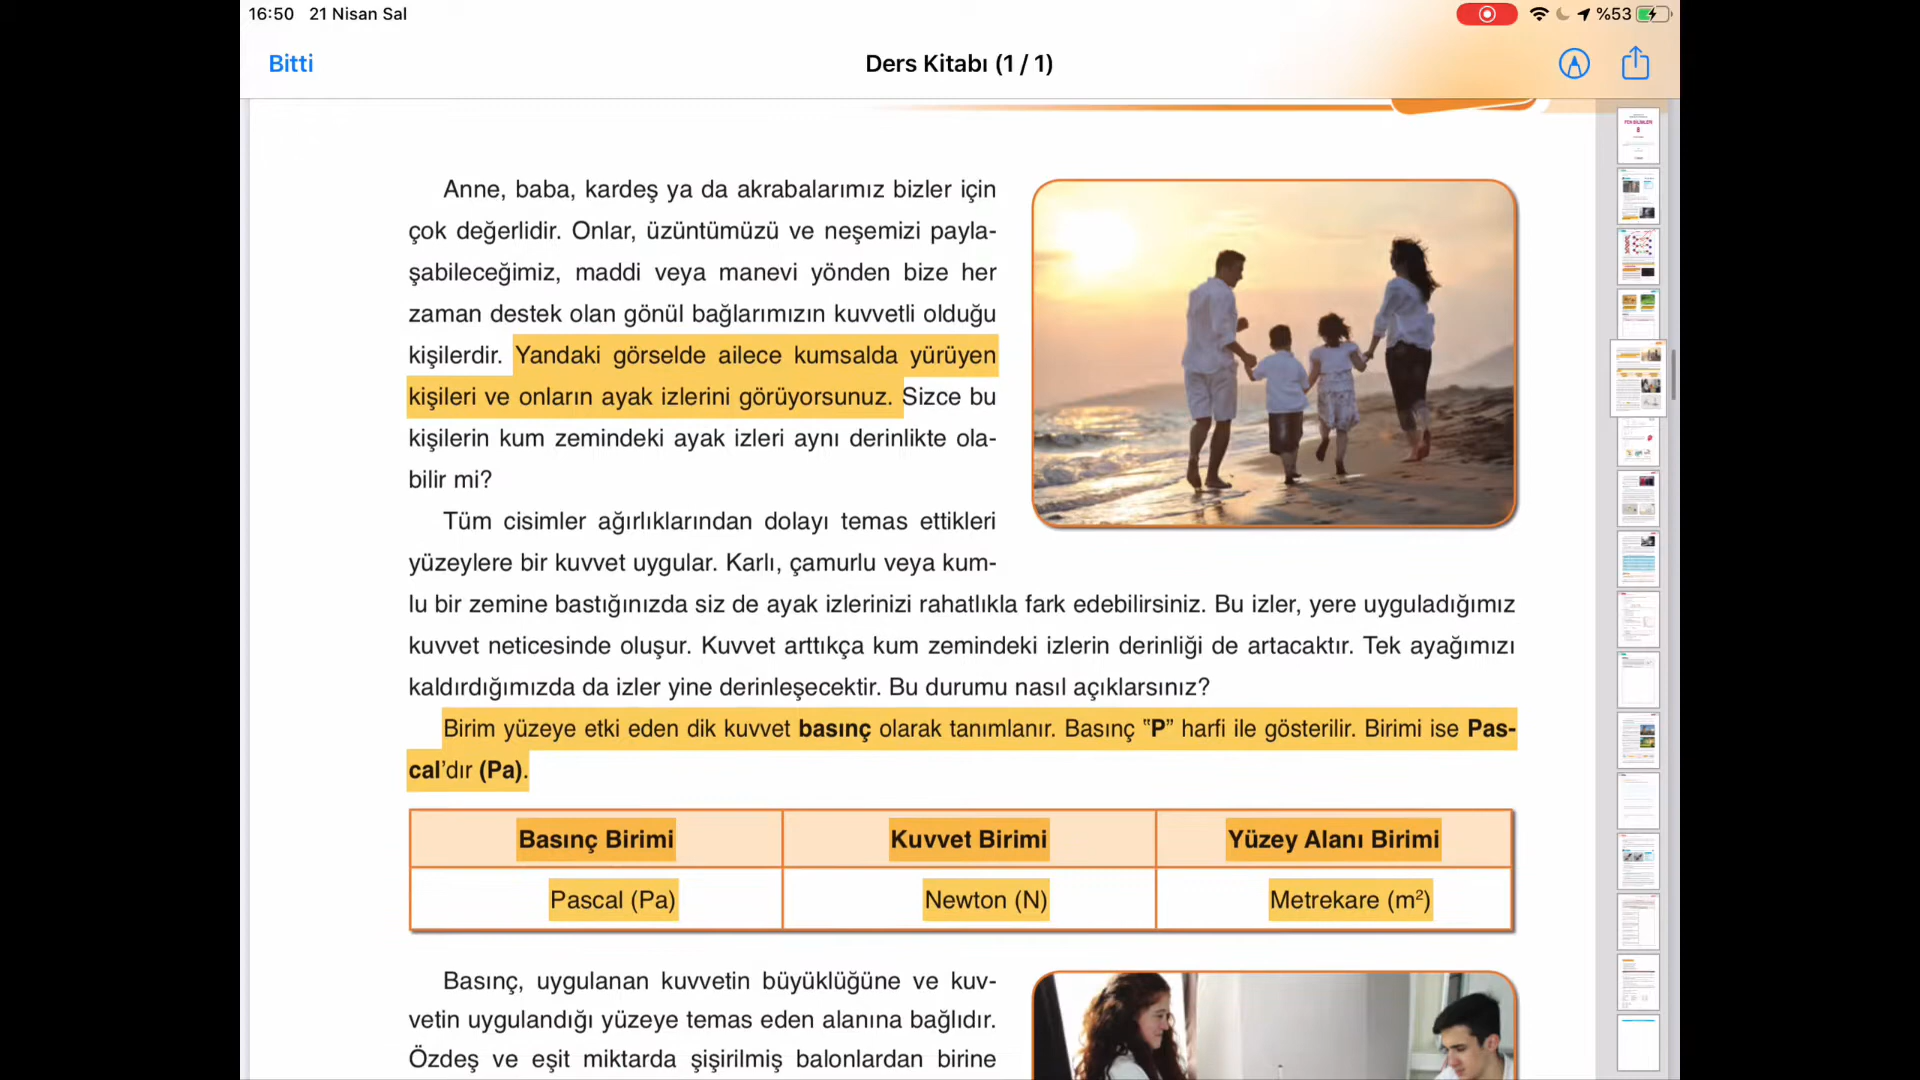 16:50 21 Nisan Sal
%53
Bitti
Ders Kitabı (1 / 1)
Anne, baba, kardeş ya da akrabalarımız bizler için
çok değerlidir. Onlar, üzüntümüzü ve neşemizi payla-
şabileceğimiz, maddi veya manevi yönden bize her
zaman destek olan gönül bağlarımızın kuvvetli olduğu
kişilerdir. Yandaki görselde ailece kumsalda yürüyen
kişileri ve onların ayak izlerini görüyorsunuz. Sizce bu
kişilerin kum zemindeki ayak izleri aynı derinlikte ola-
bilir mi?
Tüm cisimler ağırlıklarından dolayı temas ettikleri
yüzeylere bir kuvvet uygular. Karlı, çamurlu veya kum-
lu bir zemine bastığınızda siz de ayak izlerinizi rahatlıkla fark edebilirsiniz. Bu izler, yere uyguladığımız
kuvvet neticesinde oluşur. Kuvvet arttıkça kum zemindeki izlerin derinliği de artacaktır. Tek ayağımızı
kaldırdığımızda da izler yine derinleşecektir. Bu durumu nasıl açıklarsınız?
Birim yüzeye etki eden dik kuvvet basınç olarak tanımlanır. Basınç "P" harfi ile gösterilir. Birimi ise Pas-
cal'dır (Pa).
Basınç Birimi Kuvvet Birimi Yüzey Alanı Birimi
Pascal (Pa) Newton (N) Metrekare (m²)
Basınç, uygulanan kuvvetin büyüklüğüne ve kuv-
vetin uygulandığı yüzeye temas eden alanına bağlıdır.
Özdeş ve eşit miktarda şişirilmiş balonlardan birine
FEN BİLİMLERİ
8